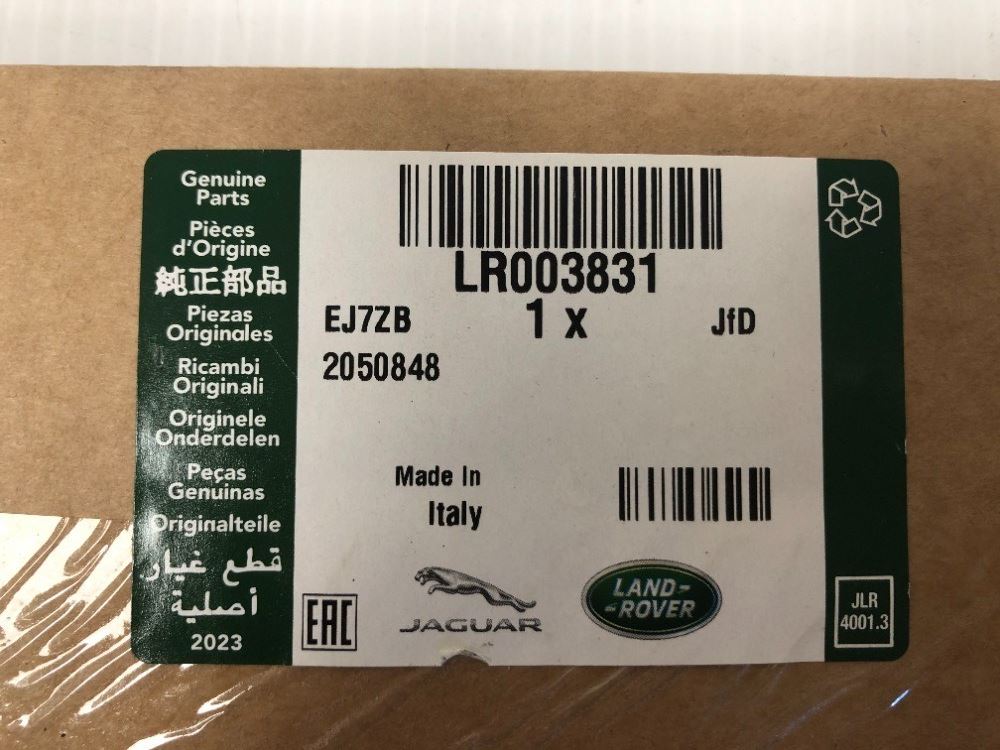 Genuine
Parts
Pièces
d'Origine
純正部品
Piezas
Originales
Ricambi
Originali
Originele
Onderdelen
Peças
Genuinas
Originalteile
قطع غيار
أصلية
2023
LR003831
EJ7ZB
1 x
JfD
2050848
Made In
Italy
EAC
JAGUAR
LAND-
-ROVER
JLR
4001.3